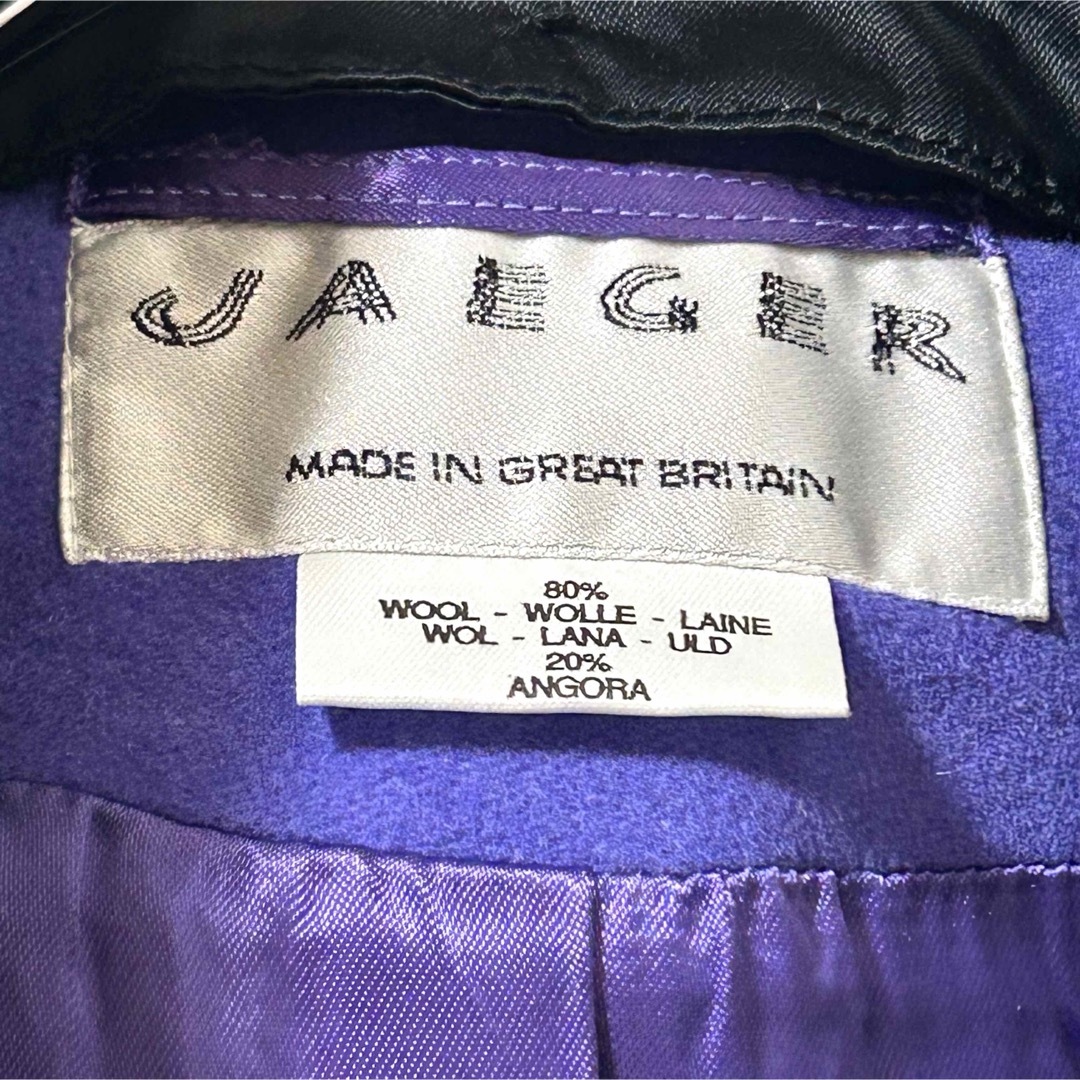 JAEGER
MADE IN GREAT BRITAIN
80%
WOOL - WOLLE - LAINE
WOL - LANA - ULD
20%
ANGORA